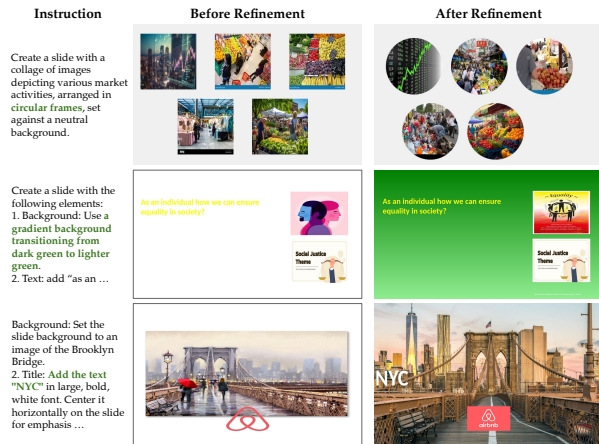 Instruction
Before Refinement
After Refinement
Create a slide with a
collage of images
depicting various market
activities, arranged in
circular frames, set
against a neutral
background.
Create a slide with the
following elements:
1. Background: Use a
gradient background
transitioning from
dark green to lighter
green.
2. Text: add “as an …
As an individual how we can ensure
equality in society?
Social Justice
Theme
As an individual how we can ensure
equality in society?
Equality
Social Justice
Theme
Background: Set the
slide background to an
image of the Brooklyn
Bridge.
2. Title: Add the text
"NYC" in large, bold,
white font. Center it
horizontally on the slide
for emphasis …
NYC
airbnb